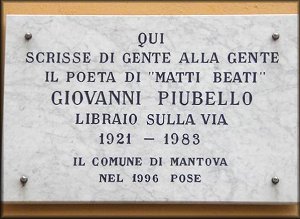 QUI
SCRISSE DI GENTE ALLA GENTE
IL POETA DI "MATTI BEATI"
GIOVANNI PIUBELLO
LIBRAIO SULLA VIA
1921 – 1983
IL COMUNE DI MANTOVA
NEL 1996 POSE